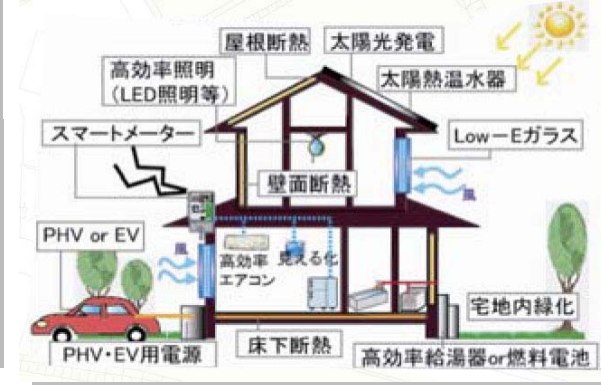 屋根断熱
太陽光発電
高効率照明
(LED照明等)
太陽熱温水器
スマートメーター
Low－Eガラス
壁面断熱
風
PHV or EV
風
高効率
エアコン
見える化
宅地内緑化
PHV・EV用電源
床下断熱
高効率給湯器or燃料電池